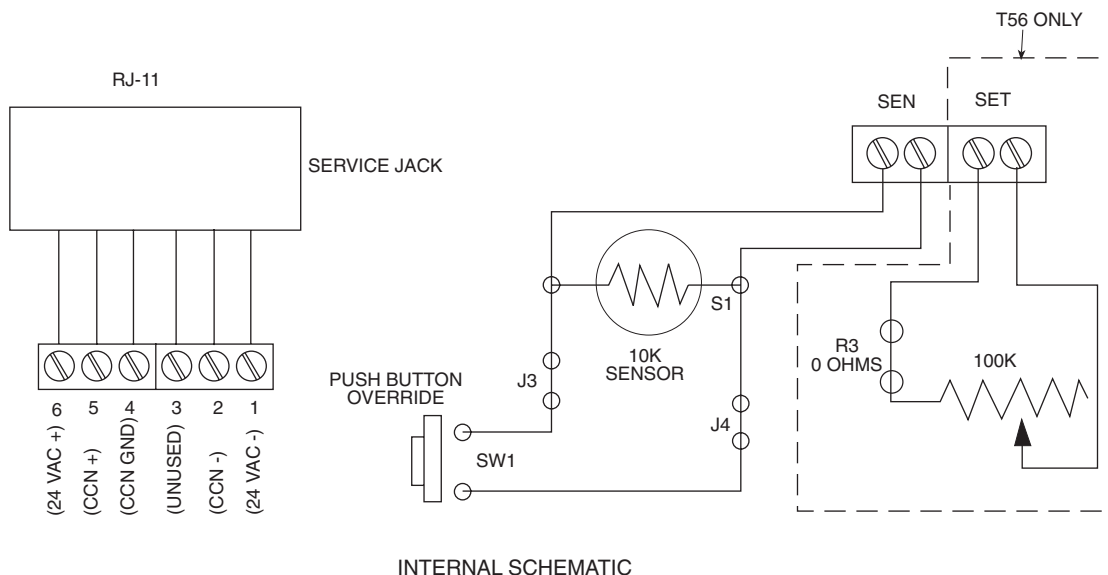 T56 ONLY
RJ-11
SERVICE JACK
SEN
SET
S1
10K
SENSOR
J3
J4
PUSH BUTTON
OVERRIDE
SW1
R3
0 OHMS
100K
6
5
4
3
2
1
(24 VAC +)
(CCN +)
(CCN GND)
(UNUSED)
(CCN -)
(24 VAC -)
INTERNAL SCHEMATIC